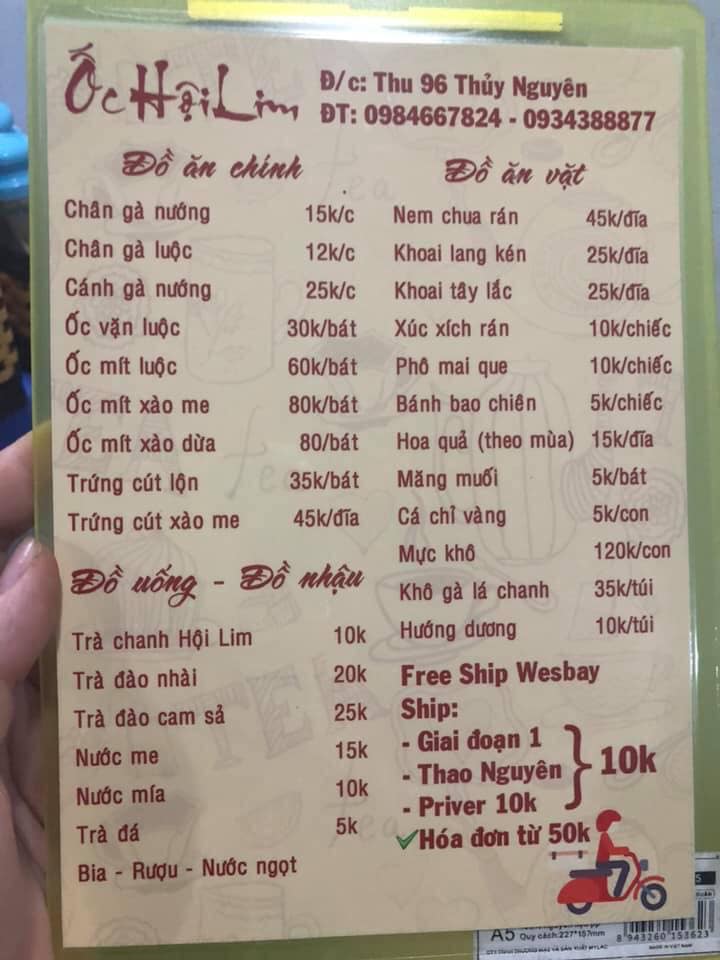 Ốc Hội Lim
Đ/c: Thu 96 Thủy Nguyên
ĐT: 0984667824 - 0934388877
Đồ ăn chính
Chân gà nướng 15k/c
Chân gà luộc 12k/c
Cánh gà nướng 25k/c
Ốc vặn luộc 30k/bát
Ốc mít luộc 60k/bát
Ốc mít xào me 80k/bát
Ốc mít xào dừa 80/bát
Trứng cút lộn 35k/bát
Trứng cút xào me 45k/đĩa
Đồ uống - Đồ nhậu
Trà chanh Hội Lim 10k
Trà đào nhài 20k
Trà đào cam sả 25k
Nước me 15k
Nước mía 10k
Trà đá 5k
Bia - Rượu - Nước ngọt
Đồ ăn vặt
Nem chua rán 45k/đĩa
Khoai lang kén 25k/đĩa
Khoai tây lắc 25k/đĩa
Xúc xích rán 10k/chiếc
Phô mai que 10k/chiếc
Bánh bao chiên 5k/chiếc
Hoa quả (theo mùa) 15k/đĩa
Măng muối 5k/bát
Cá chỉ vàng 5k/con
Mực khô 120k/con
Khô gà lá chanh 35k/túi
Hướng dương 10k/túi
Free Ship Wesbay
Ship:
- Giai đoạn 1
- Thao Nguyên } 10k
- Priver 10k
Hóa đơn từ 50k
A5
Quy cách: 227*157mm
8 943260 153623